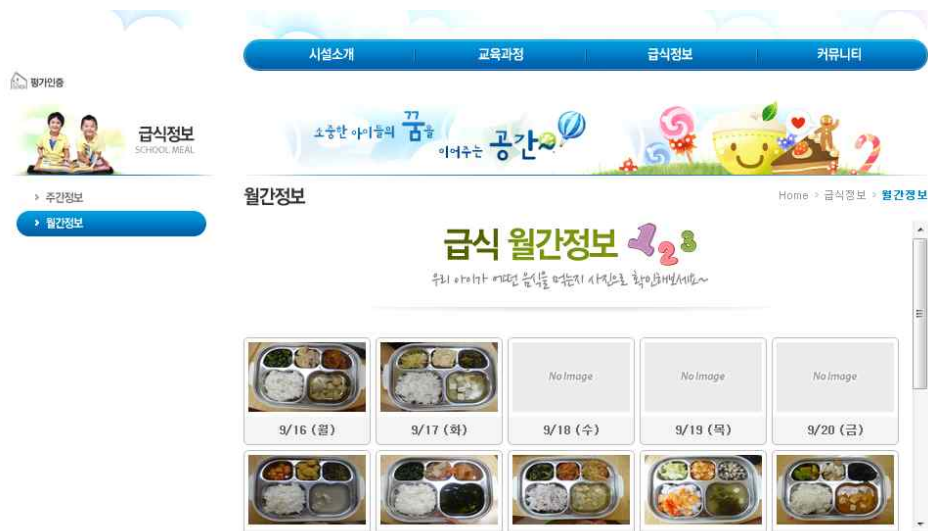 시설소개 교육과정 급식정보 커뮤니티
평가인증
급식정보
SCHOOL MEAL
소중한 아이들의 꿈을
이어주는 공간~
주간정보
월간정보
월간정보
Home > 급식정보 > 월간정보
급식 월간정보 123
우리 아이가 어떤 음식을 먹는지 사진으로 확인해보세요~
No Image No Image No Image
9/16 (월) 9/17 (화) 9/18 (수) 9/19 (목) 9/20 (금)